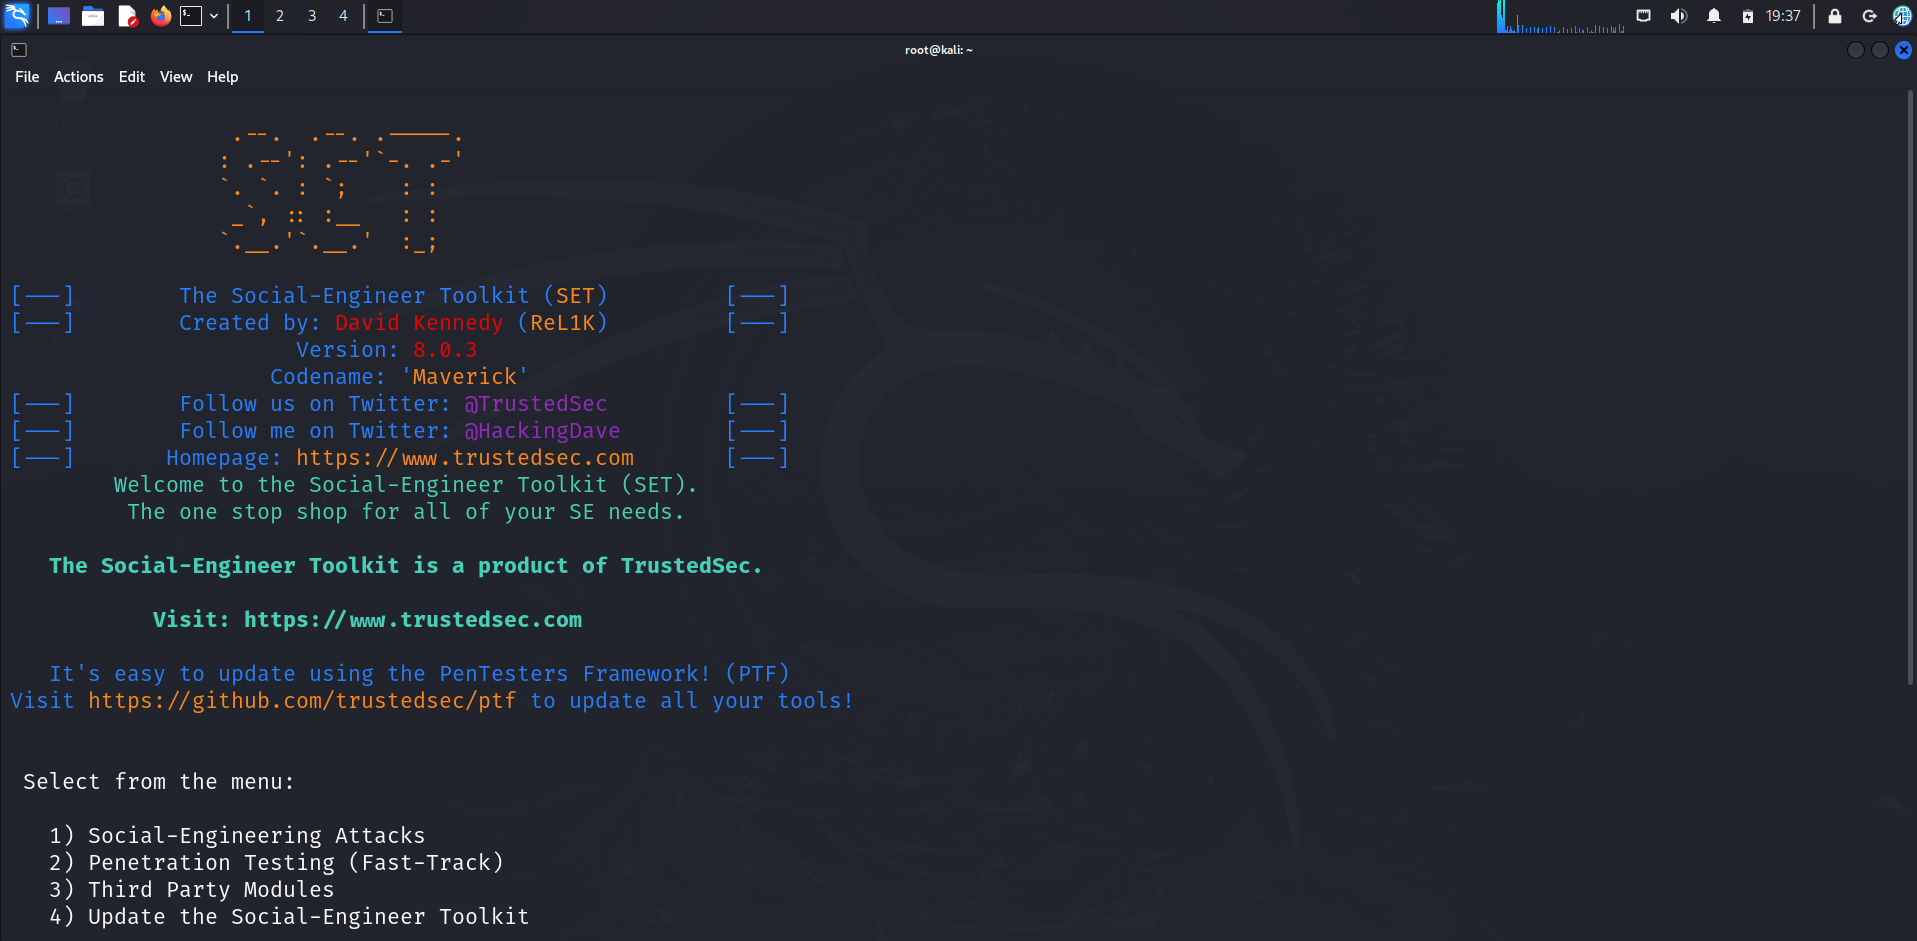 1 2 3 4 19:37
root@kali: ~
File Actions Edit View Help
[---] The Social-Engineer Toolkit (SET) [---]
[---] Created by: David Kennedy (ReL1K) [---]
Version: 8.0.3
Codename: 'Maverick'
[---] Follow us on Twitter: @TrustedSec [---]
[---] Follow me on Twitter: @HackingDave [---]
[---] Homepage: https://www.trustedsec.com [---]
Welcome to the Social-Engineer Toolkit (SET).
The one stop shop for all of your SE needs.
The Social-Engineer Toolkit is a product of TrustedSec.
Visit: https://www.trustedsec.com
It's easy to update using the PenTesters Framework! (PTF)
Visit https://github.com/trustedsec/ptf to update all your tools!
Select from the menu:
1) Social-Engineering Attacks
2) Penetration Testing (Fast-Track)
3) Third Party Modules
4) Update the Social-Engineer Toolkit